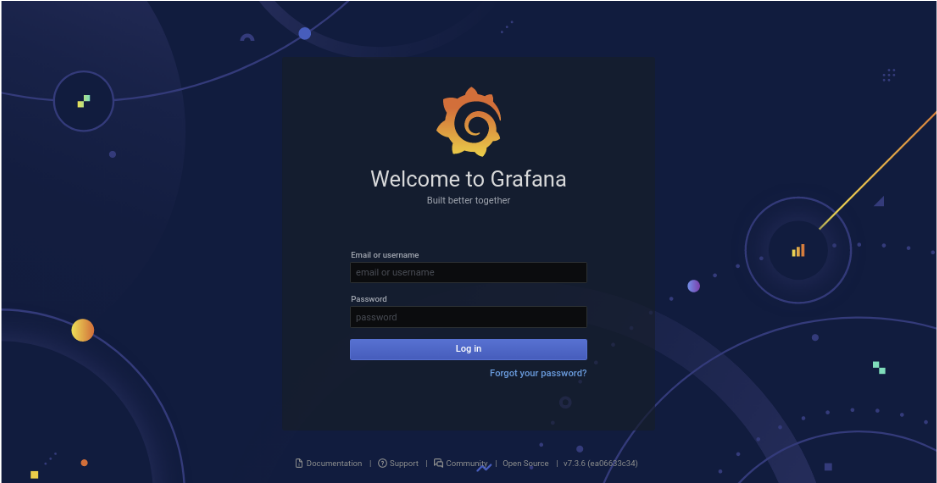 Welcome to Grafana
Built better together
Email or username
email or username
Password
password
Log in
Forgot your password?
Documentation | Support | Community | Open Source | v7.3.6 (ea06633c34)